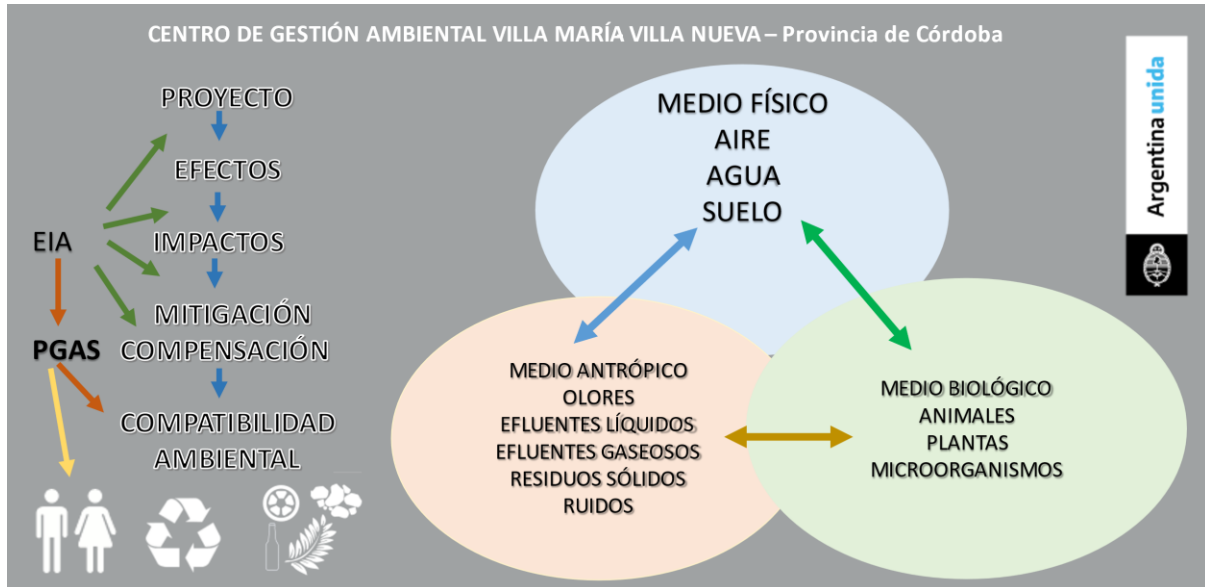 CENTRO DE GESTIÓN AMBIENTAL VILLA MARÍA VILLA NUEVA – Provincia de Córdoba
PROYECTO
EFECTOS
EIA
IMPACTOS
MITIGACIÓN
PGAS
COMPENSACIÓN
COMPATIBILIDAD
AMBIENTAL
MEDIO FÍSICO
AIRE
AGUA
SUELO
MEDIO ANTRÓPICO
OLORES
EFLUENTES LÍQUIDOS
EFLUENTES GASEOSOS
RESIDUOS SÓLIDOS
RUIDOS
MEDIO BIOLÓGICO
ANIMALES
PLANTAS
MICROORGANISMOS
Argentina unida